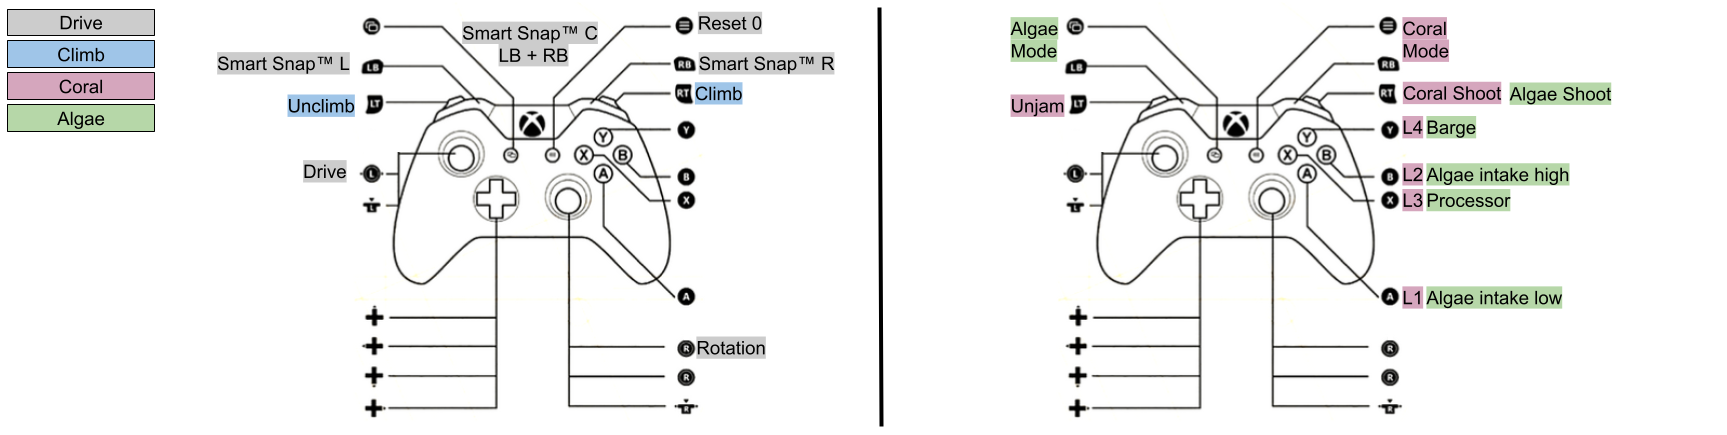 Drive
Climb
Coral
Algae
Smart Snap™ C
LB + RB
Reset 0
Smart Snap™ L
LB
RB
Smart Snap™ R
Unclimb
LT
RT
Climb
Y
Y
X
B
A
Drive
L
B
X
L
A
R
Rotation
R
R
Algae
Mode
Coral
Mode
LB
RB
Unjam
LT
RT
Coral Shoot
Algae Shoot
Y
L4
Barge
Y
X
B
A
L
B
L2
Algae intake high
L
X
L3
Processor
A
L1
Algae intake low
R
R
R